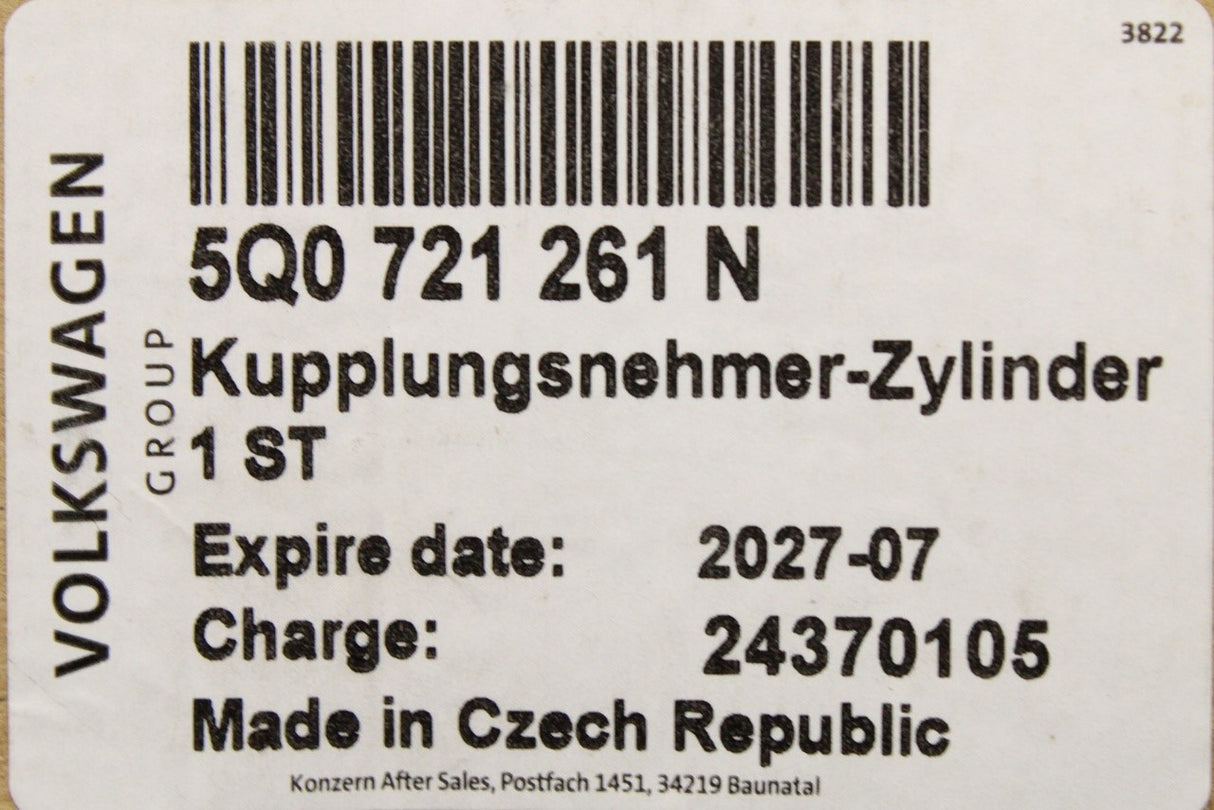 3822
VOLKSWAGEN
GROUP
5Q0 721 261 N
Kupplungsnehmer-Zylinder
1 ST
Expire date: 2027-07
Charge: 24370105
Made in Czech Republic
Konzern After Sales, Postfach 1451, 34219 Baunatal